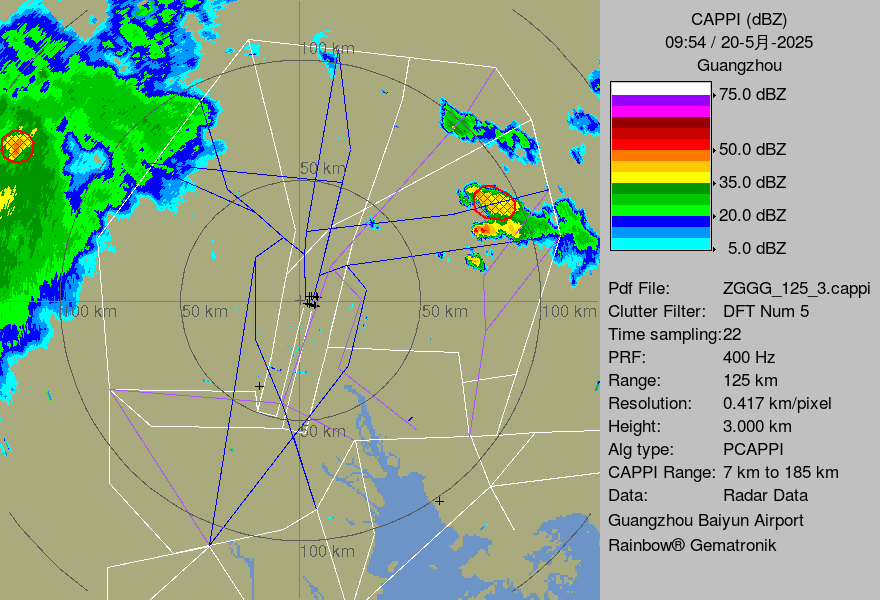 CAPPI (dBZ)
09:54 / 20-5月-2025
Guangzhou
75.0 dBZ
50.0 dBZ
35.0 dBZ
20.0 dBZ
5.0 dBZ
Pdf File: ZGGG_125_3.cappi
Clutter Filter: DFT Num 5
Time sampling:22
PRF: 400 Hz
Range: 125 km
Resolution: 0.417 km/pixel
Height: 3.000 km
Alg type: PCAPPI
CAPPI Range: 7 km to 185 km
Data: Radar Data
Guangzhou Baiyun Airport
Rainbow® Gematronik
100 km
50 km
100 km
50 km
50 km
100 km
50 km
100 km